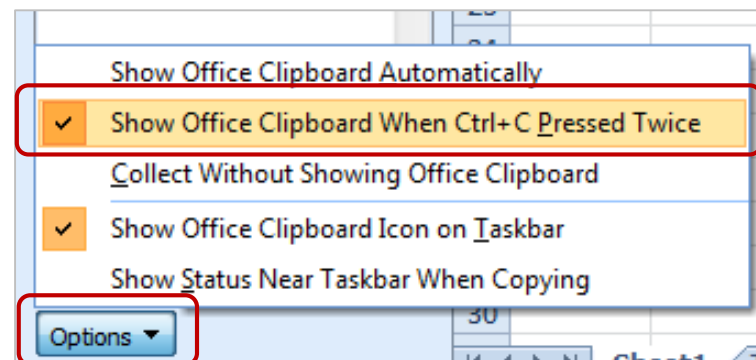 Show Office Clipboard Automatically
Show Office Clipboard When Ctrl+C Pressed Twice
Collect Without Showing Office Clipboard
Show Office Clipboard Icon on Taskbar
Show Status Near Taskbar When Copying
30
Options